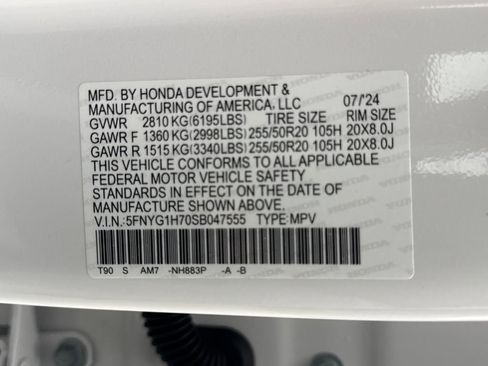 MFD. BY HONDA DEVELOPMENT &
MANUFACTURING OF AMERICA, LLC 07/'24
GVWR 2810 KG(6195LBS) TIRE SIZE RIM SIZE
GAWR F 1360 KG(2998LBS) 255/50R20 105H 20X8.0J
GAWR R 1515 KG(3340LBS) 255/50R20 105H 20X8.0J
THIS VEHICLE CONFORMS TO ALL APPLICABLE
FEDERAL MOTOR VEHICLE SAFETY
STANDARDS IN EFFECT ON THE DATE OF
MANUFACTURE SHOWN ABOVE.
V.I.N.:5FNYG1H70SB047555 TYPE:MPV
T90 S AM7 -NH883P -A -B